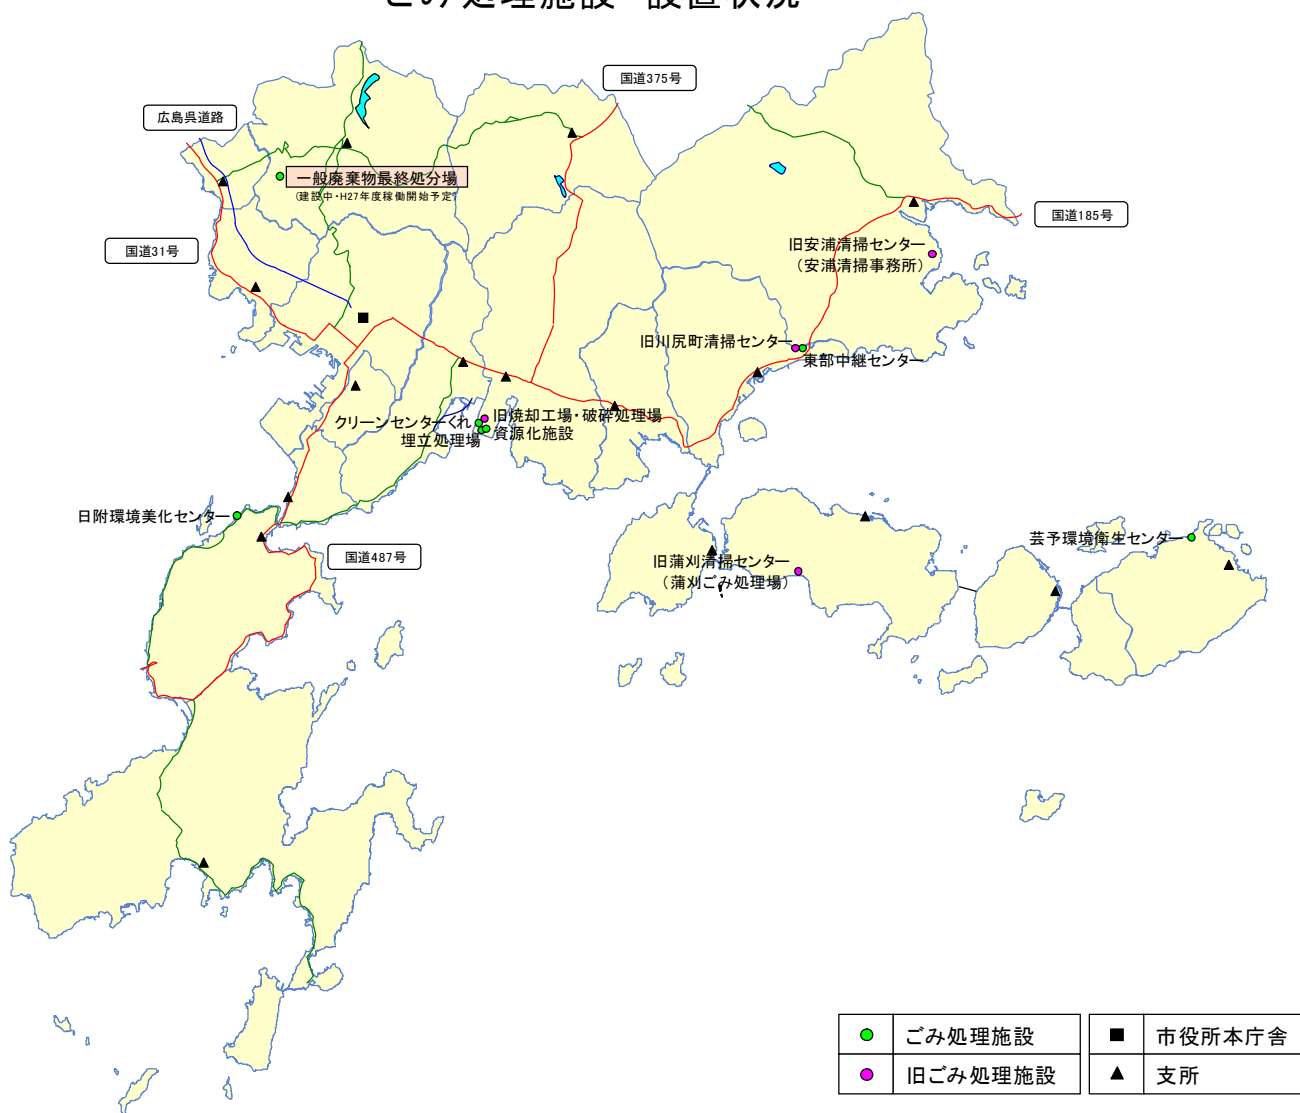 ごみ処理施設 設置状況
国道375号
広島県道路
一般廃棄物最終処分場
(建設中・H27年度稼働開始予定)
国道185号
国道31号
旧安浦清掃センター
（安浦清掃事務所）
旧川尻町清掃センター
東部中継センター
旧焼却工場・破砕処理場
クリーンセンターくれ
資源化施設
埋立処理場
日附環境美化センター
国道487号
芸予環境衛生センター
旧蒲刈清掃センター
（蒲刈ごみ処理場）
ごみ処理施設
市役所本庁舎
旧ごみ処理施設
支所